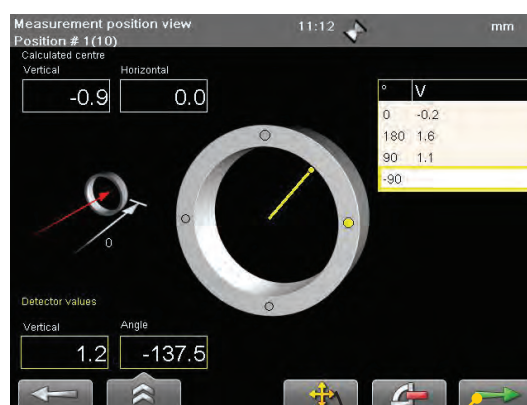 Measurement position view 11:12 mm
Position # 1(10)
Calculated centre
Vertical Horizontal
-0.9 0.0
° V
0 -0.2
180 1.6
90 1.1
-90
0
Detector values
Vertical Angle
1.2 -137.5